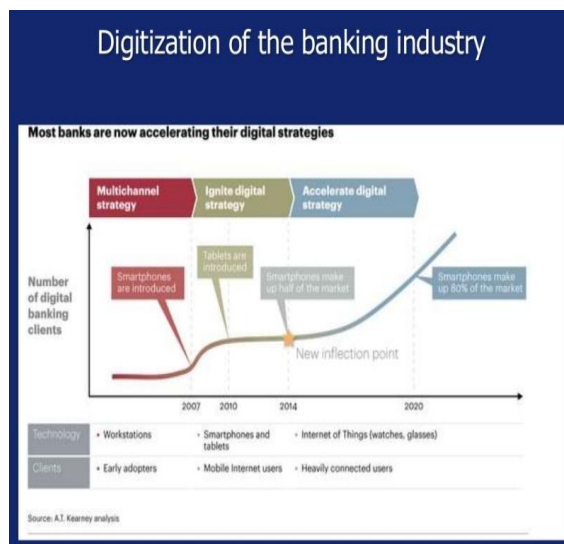 Digitization of the banking industry
Most banks are now accelerating their digital strategies
Multichannel
strategy
Ignite digital
strategy
Accelerate digital
strategy
Number
of digital
banking
clients
Smartphones
are introduced
Tablets are
introduced
Smartphones make
up half of the market
Smartphones make
up 80% of the market
New inflection point
2007
2010
2014
2020
Technology
• Workstations
• Smartphones and
tablets
• Internet of Things (watches, glasses)
Clients
• Early adopters
• Mobile Internet users
• Heavily connected users
Source: A.T. Kearney analysis